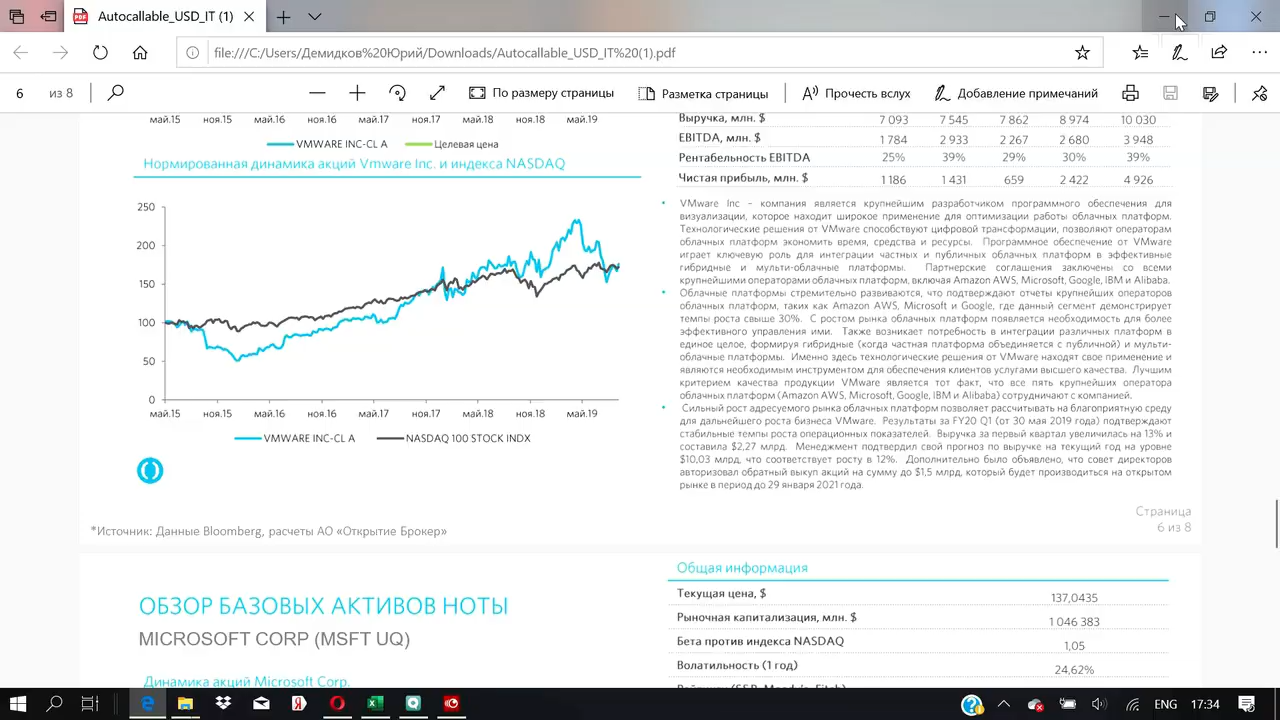 Autocallable_USD_IT (1)
file:///C:/Users/Демидков%20Юрий/Downloads/Autocallable_USD_IT%20(1).pdf
6 из 8
По размеру страницы
Разметка страницы
Прочесть вслух
Добавление примечаний
май.15 ноя.15 май.16 ноя.16 май.17 ноя.17 май.18 ноя.18 май.19
VMWARE INC-CL A Целевая цена
Нормированная динамика акций Vmware Inc. и индекса NASDAQ
250
200
150
100
50
0
май.15 ноя.15 май.16 ноя.16 май.17 ноя.17 май.18 ноя.18 май.19
VMWARE INC-CL A NASDAQ 100 STOCK INDX
*Источник: Данные Bloomberg, расчеты АО «Открытие Брокер»
Выручка, млн. $ 7 093 7 545 7 862 8 974 10 030
EBITDA, млн. $ 1 784 2 933 2 267 2 680 3 948
Рентабельность EBITDA 25% 39% 29% 30% 39%
Чистая прибыль, млн. $ 1 186 1 431 659 2 422 4 926
• VMware Inc – компания является крупнейшим разработчиком программного обеспечения для
визуализации, которое находит широкое применение для оптимизации работы облачных платформ.
Технологические решения от VMware способствуют цифровой трансформации, позволяют операторам
облачных платформ экономить время, средства и ресурсы. Программное обеспечение от VMware
играет ключевую роль для интеграции частных и публичных облачных платформ в эффективные
гибридные и мульти-облачные платформы. Партнерские соглашения заключены со всеми
крупнейшими операторами облачных платформ, включая Amazon AWS, Microsoft, Google, IBM и Alibaba.
• Облачные платформы стремительно развиваются, что подтверждают отчеты крупнейших операторов
облачных платформ, таких как Amazon AWS, Microsoft и Google, где данный сегмент демонстрирует
темпы роста свыше 30%. С ростом рынка облачных платформ появляется необходимость для более
эффективного управления ими. Также возникает потребность в интеграции различных платформ в
единое целое, формируя гибридные (когда частная платформа объединяется с публичной) и мульти-
облачные платформы. Именно здесь технологические решения от VMware находят свое применение и
являются необходимым инструментом для обеспечения клиентов услугами высшего качества. Лучшим
критерием качества продукции VMware является тот факт, что все пять крупнейших оператора
облачных платформ (Amazon AWS, Microsoft, Google, IBM и Alibaba) сотрудничают с компанией.
• Сильный рост адресуемого рынка облачных платформ позволяет рассчитывать на благоприятную среду
для дальнейшего роста бизнеса VMware. Результаты за FY20 Q1 (от 30 мая 2019 года) подтверждают
стабильные темпы роста операционных показателей. Выручка за первый квартал увеличилась на 13% и
составила $2,27 млрд. Менеджмент подтвердил свой прогноз по выручке на текущий год на уровне
$10,03 млрд, что соответствует росту в 12%. Дополнительно было объявлено, что совет директоров
авторизовал обратный выкуп акций на сумму до $1,5 млрд, который будет производиться на открытом
рынке в период до 29 января 2021 года.
Страница
6 из 8
ОБЗОР БАЗОВЫХ АКТИВОВ НОТЫ
MICROSOFT CORP (MSFT UQ)
Динамика акций Microsoft Corp.
Общая информация
Текущая цена, $ 137,0435
Рыночная капитализация, млн. $ 1 046 383
Бета против индекса NASDAQ 1,05
Волатильность (1 год) 24,62%
ENG 17:34